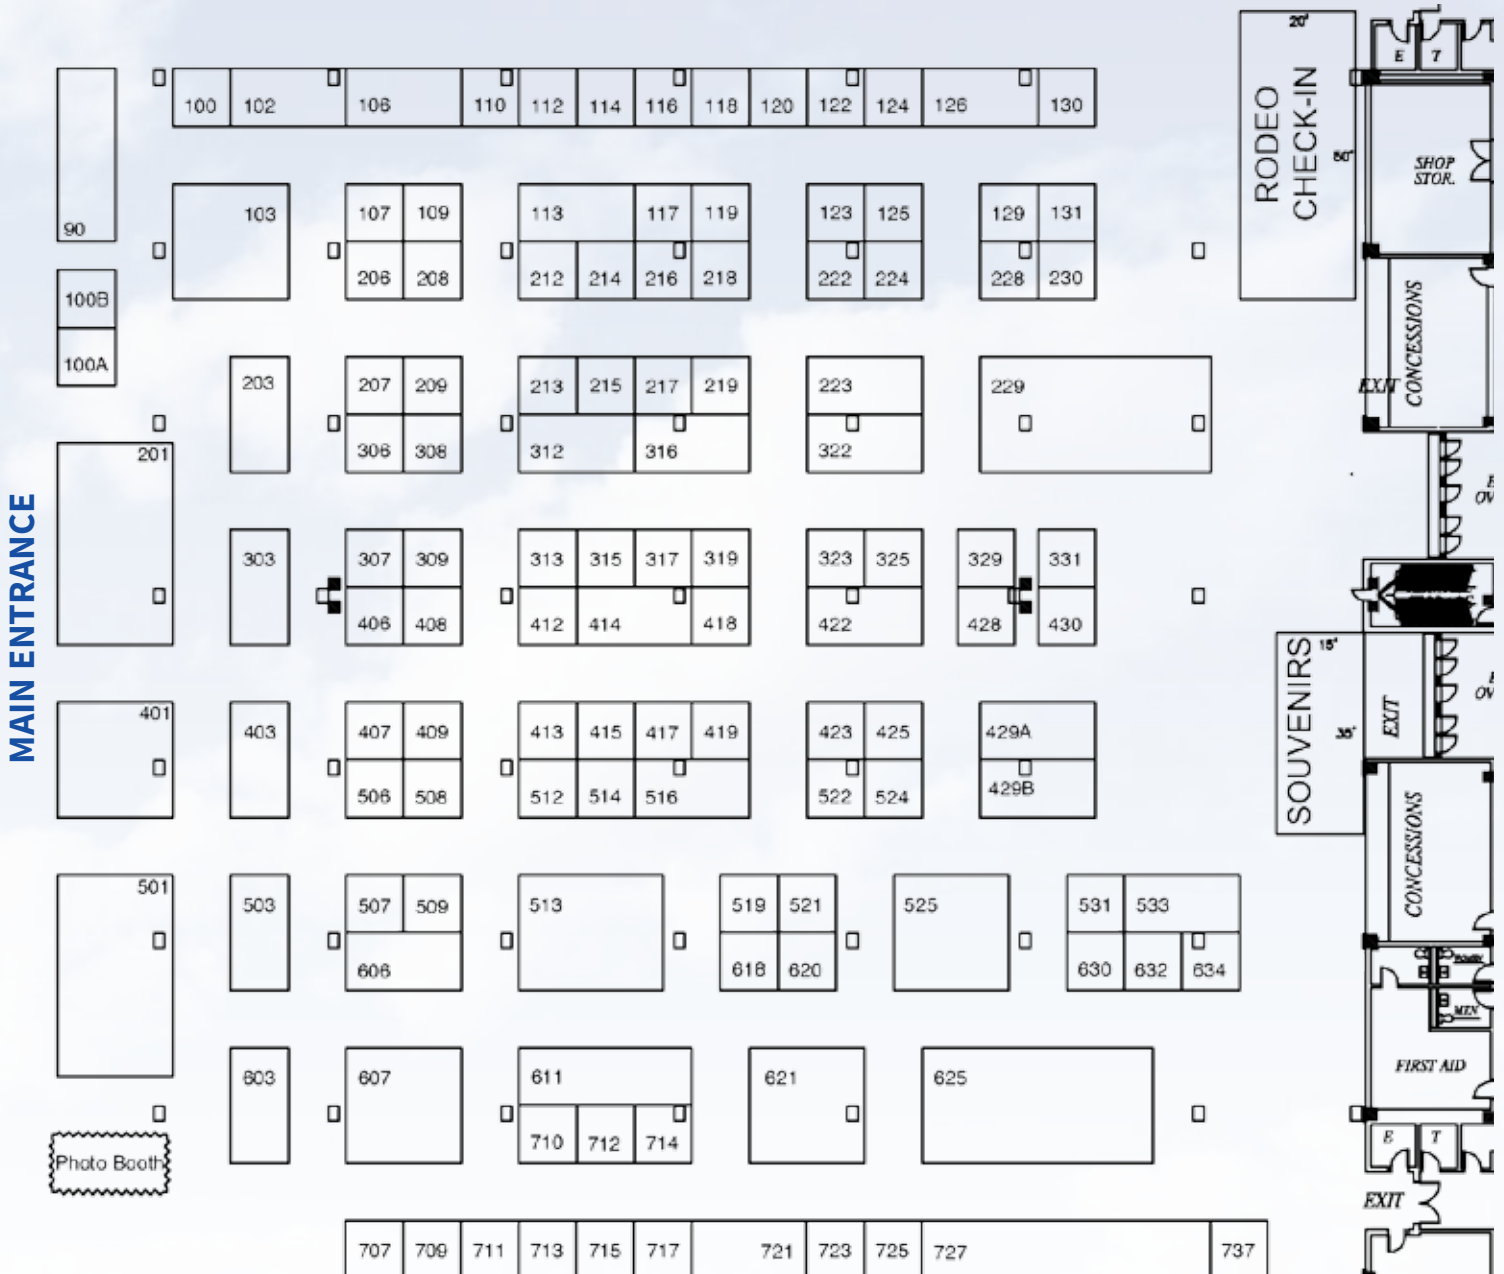 20'
E T
RODEO
CHECK-IN
50'
100 102 106 110 112 114 116 118 120 122 124 126 130
SHOP
STOR.
90
103 107 109 113 117 119 123 125 129 131
206 208 212 214 216 218 222 224 228 230
100B
100A
CONCESSIONS
EXIT
203 207 209 213 215 217 219 223 229
306 308 312 316 322
201
MAIN ENTRANCE
303 307 309 313 315 317 319 323 325 329 331
406 408 412 414 418 422 428 430
SOUVENIRS
15'
35'
EXIT
401 403 407 409 413 415 417 419 423 425 429A
506 508 512 514 516 522 524 429B
CONCESSIONS
501 503 507 509 513 519 521 525 531 533
606 618 620 630 632 634
MEN
FIRST AID
603 607 611 621 625
710 712 714
E T
Photo Booth
EXIT
707 709 711 713 715 717 721 723 725 727 737